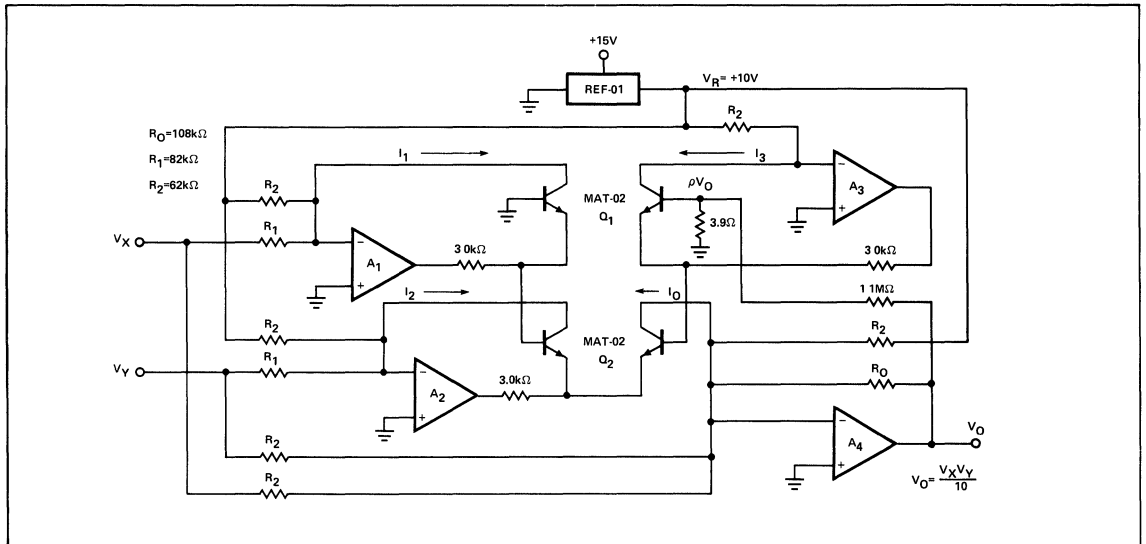 +15V
REF-01
V_R = +10V
R_O=108kΩ
R_1=82kΩ
R_2=62kΩ
R_2
I_1
I_3
ρV_O
MAT-02
Q_1
3.9Ω
A_3
R_2
V_X
R_1
A_1
3 0kΩ
3 0kΩ
I_2
I_O
1 1MΩ
R_2
MAT-02
Q_2
R_2
V_Y
R_1
3.0kΩ
A_2
R_O
R_2
A_4
V_O
R_2
V_O= V_XV_Y
10